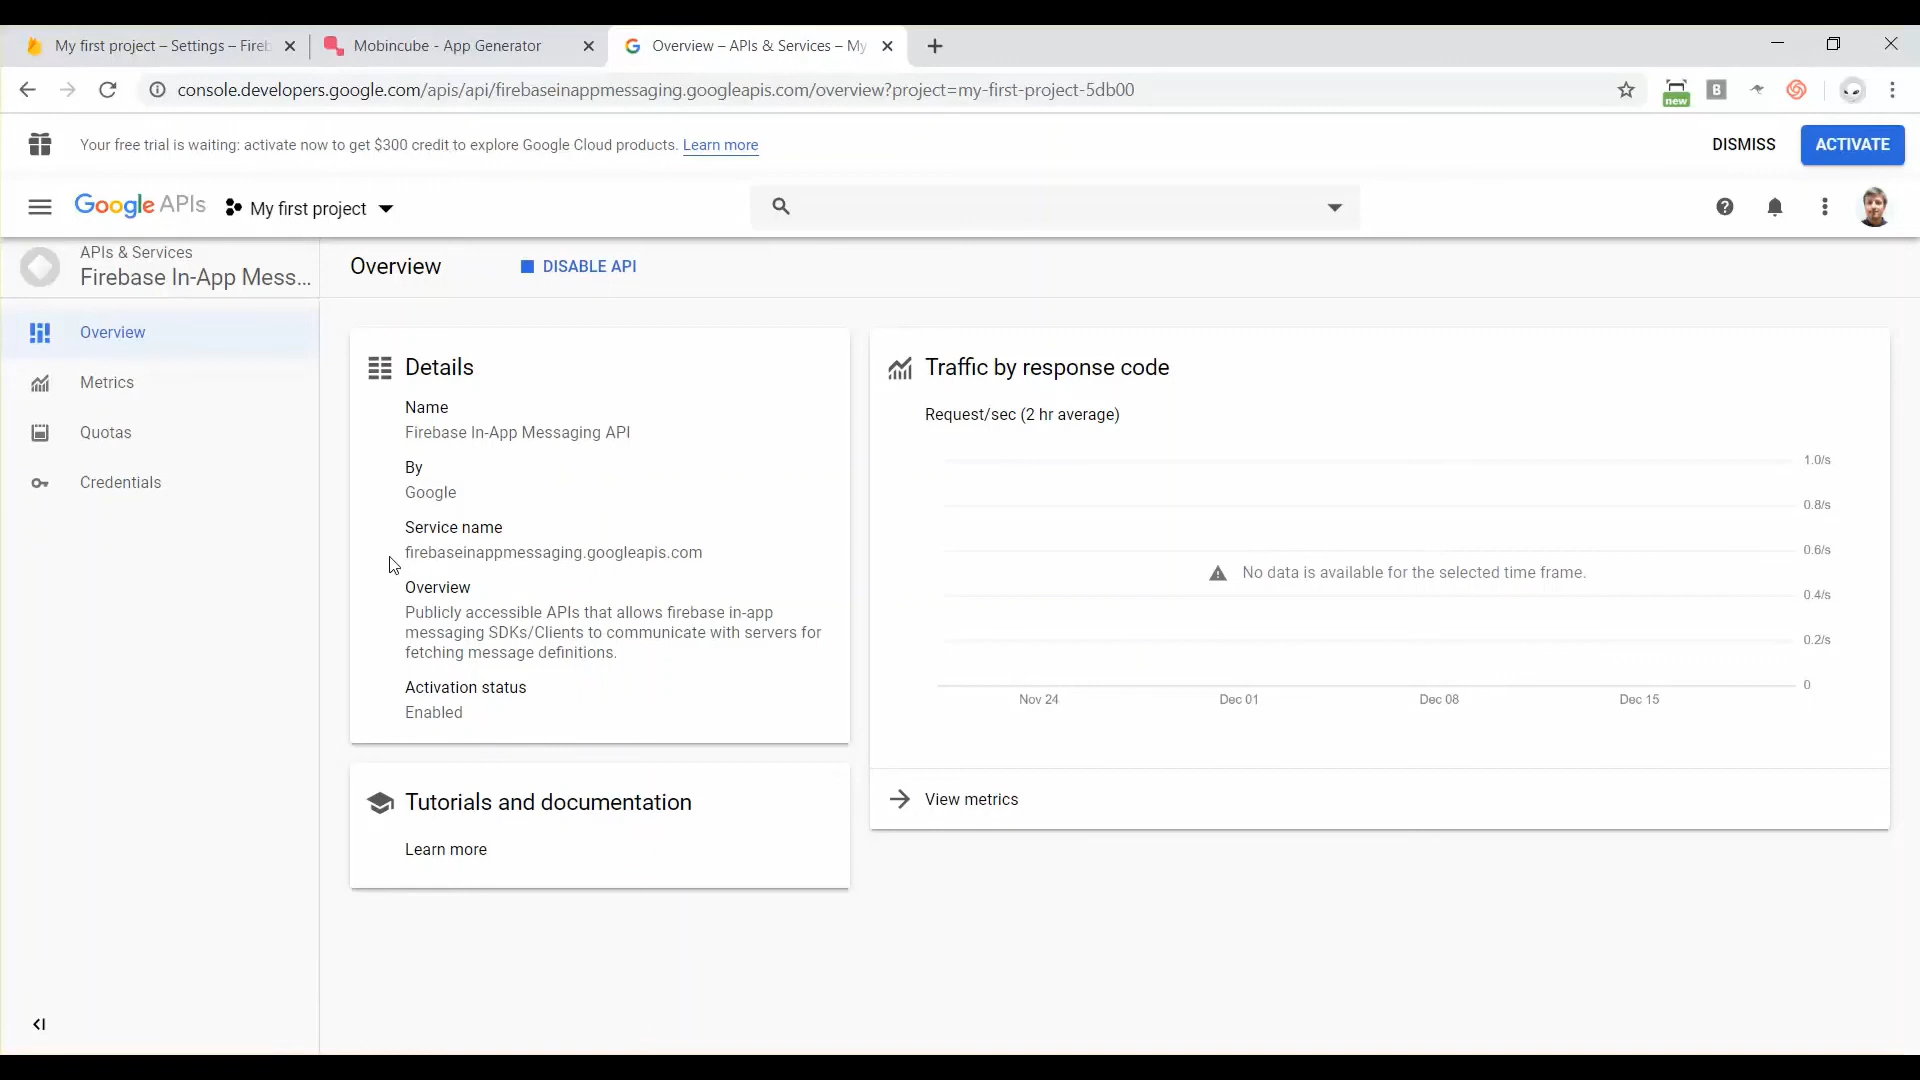 My first project – Settings – Fireb
Mobincube - App Generator
Overview – APIs & Services – My
console.developers.google.com/apis/api/firebaseinappmessaging.googleapis.com/overview?project=my-first-project-5db00
new
B
Your free trial is waiting: activate now to get $300 credit to explore Google Cloud products. Learn more
DISMISS
ACTIVATE
Google APIs
My first project
APIs & Services
Firebase In-App Mess...
Overview
DISABLE API
Overview
Metrics
Quotas
Credentials
Details
Name
Firebase In-App Messaging API
By
Google
Service name
firebaseinappmessaging.googleapis.com
Overview
Publicly accessible APIs that allows firebase in-app
messaging SDKs/Clients to communicate with servers for
fetching message definitions.
Activation status
Enabled
Tutorials and documentation
Learn more
Traffic by response code
Request/sec (2 hr average)
1.0/s
0.8/s
0.6/s
No data is available for the selected time frame.
0.4/s
0.2/s
0
Nov 24
Dec 01
Dec 08
Dec 15
View metrics